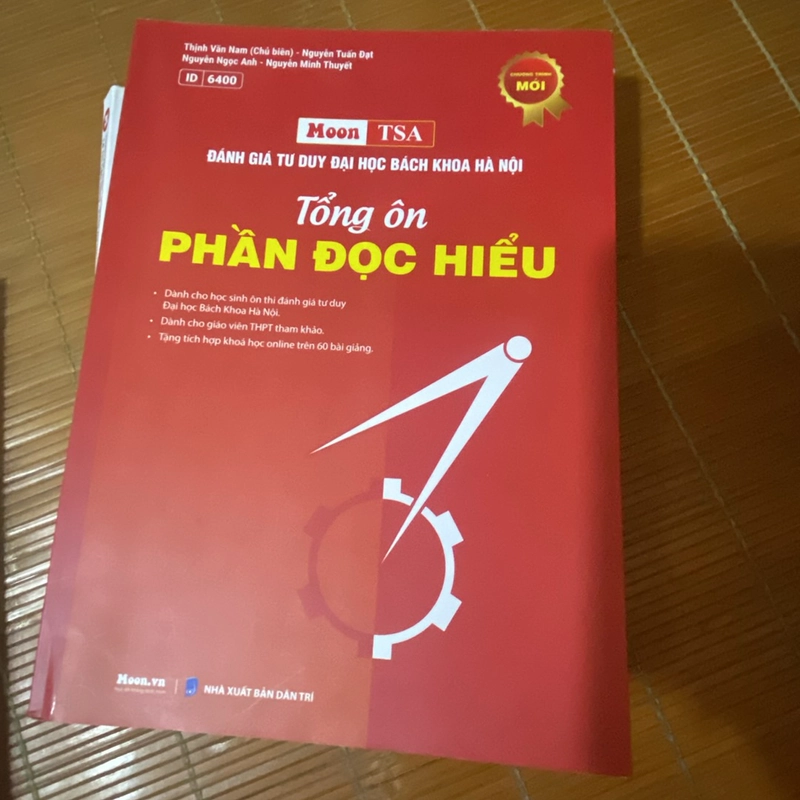 Thịnh Văn Nam (Chủ biên) - Nguyễn Tuấn Đạt
Nguyễn Ngọc Anh - Nguyễn Minh Thuyết
ID 6400
CHƯƠNG TRÌNH
MỚI
Moon TSA
ĐÁNH GIÁ TƯ DUY ĐẠI HỌC BÁCH KHOA HÀ NỘI
Tổng ôn
PHẦN ĐỌC HIỂU
• Dành cho học sinh ôn thi đánh giá tư duy
Đại học Bách Khoa Hà Nội.
• Dành cho giáo viên THPT tham khảo.
• Tặng tích hợp khoá học online trên 60 bài giảng.
Moon.vn
NHÀ XUẤT BẢN DÂN TRÍ